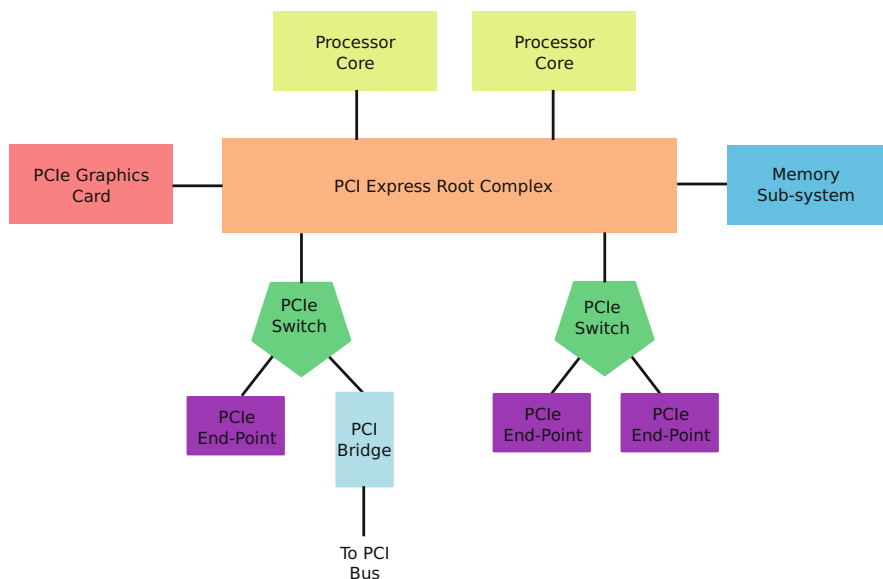 Processor
Core
Processor
Core
PCIe Graphics
Card
PCI Express Root Complex
Memory
Sub-system
PCIe
Switch
PCIe
Switch
PCIe
End-Point
PCI
Bridge
PCIe
End-Point
PCIe
End-Point
To PCI
Bus